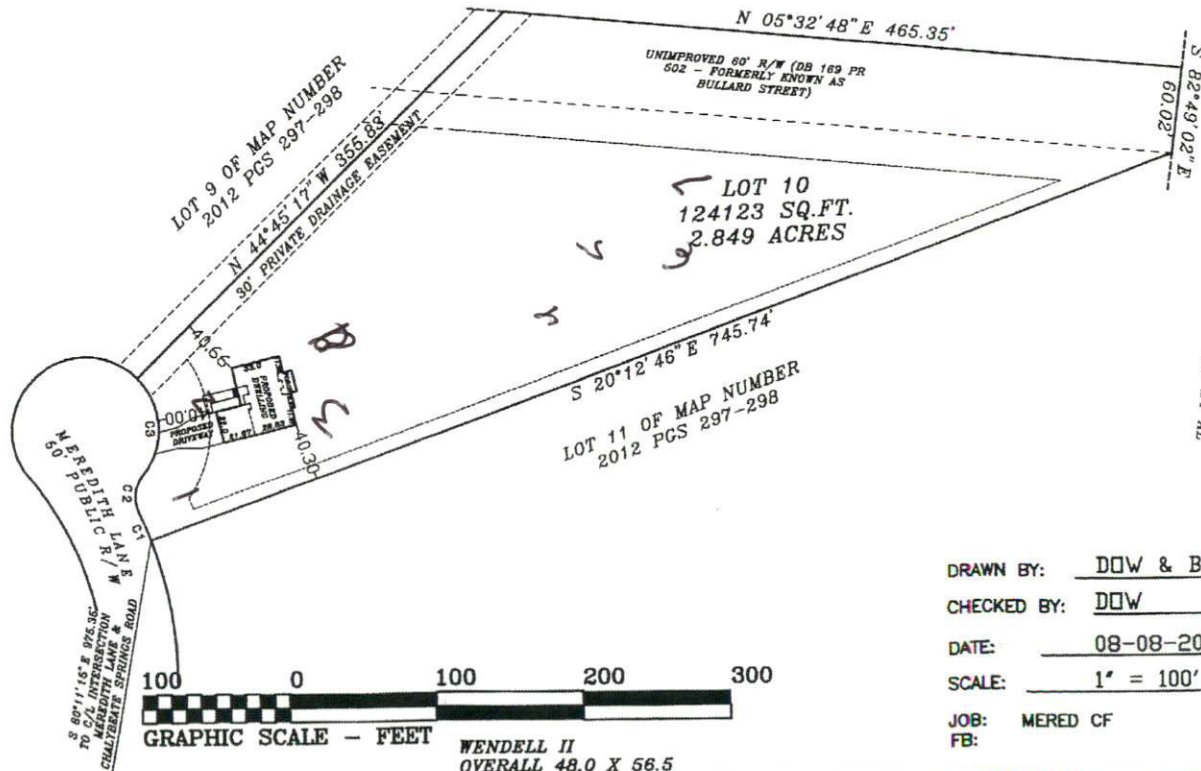 N 05°32'48" E 465.35'
UNIMPROVED 60' R/W (DB 169 PR
502 - FORMERLY KNOWN AS
BULLARD STREET)
S 82°49'02" E
60.02'
LOT 9 OF MAP NUMBER
2012 PGS 297-298
N 44°45'17" W 355.83'
30' PRIVATE DRAINAGE EASEMENT
LOT 10
124123 SQ.FT.
2.849 ACRES
40.66
PROPOSED
DWELLING
40.00
PROPOSED
DRIVEWAY
40.30
S 20°12'46" E 745.74'
LOT 11 OF MAP NUMBER
2012 PGS 297-298
C3
C2
C1
MEREDITH LANE
50' PUBLIC R/W
S 80°11'15" E 975.35'
TO C/L INTERSECTION
MEREDITH LANE &
CHALYBEATE SPRINGS ROAD
DRAWN BY: DOW & B
CHECKED BY: DOW
DATE: 08-08-20
SCALE: 1" = 100'
JOB: MERED CF
FB:
100 0 100 200 300
GRAPHIC SCALE - FEET
WENDELL II
OVERALL 48.0 X 56.5